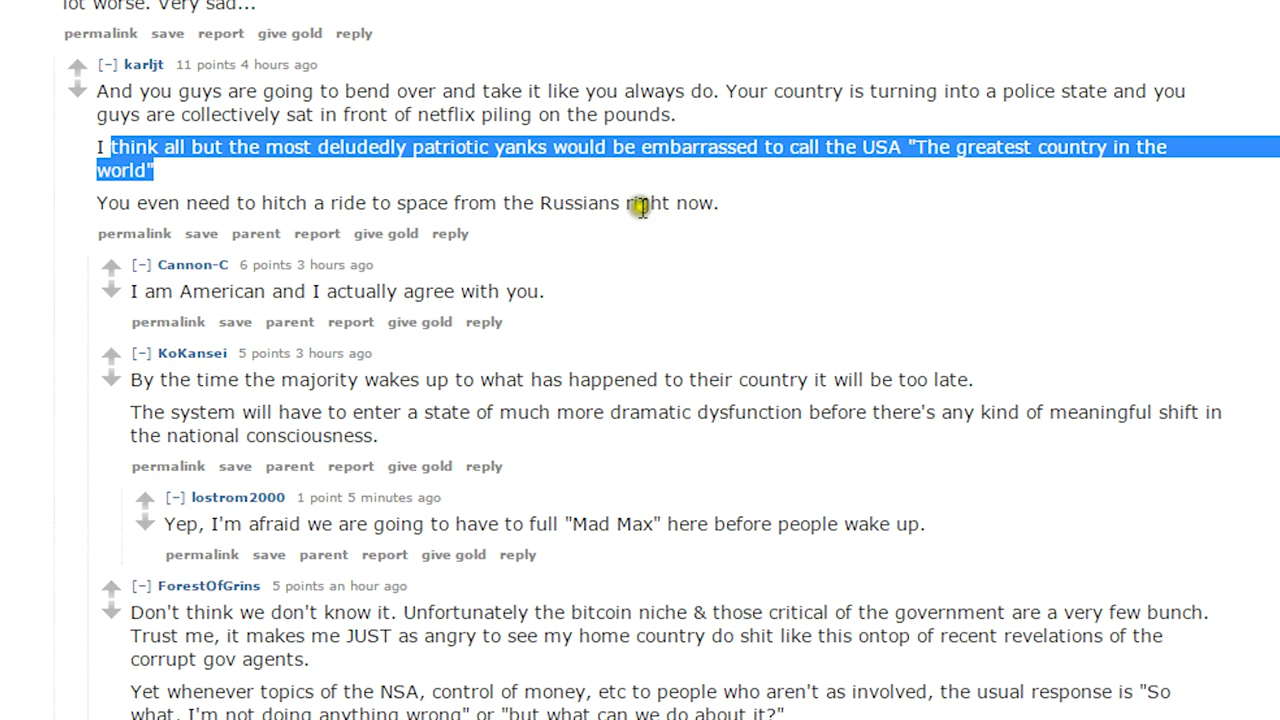 lot worse. Very sad...
permalink save report give gold reply
[-] karljt 11 points 4 hours ago
And you guys are going to bend over and take it like you always do. Your country is turning into a police state and you
guys are collectively sat in front of netflix piling on the pounds.
I think all but the most deludedly patriotic yanks would be embarrassed to call the USA "The greatest country in the
world"
You even need to hitch a ride to space from the Russians right now.
permalink save parent report give gold reply
[-] Cannon-C 6 points 3 hours ago
I am American and I actually agree with you.
permalink save parent report give gold reply
[-] KoKansei 5 points 3 hours ago
By the time the majority wakes up to what has happened to their country it will be too late.
The system will have to enter a state of much more dramatic dysfunction before there's any kind of meaningful shift in
the national consciousness.
permalink save parent report give gold reply
[-] lostrom2000 1 point 5 minutes ago
Yep, I'm afraid we are going to have to full "Mad Max" here before people wake up.
permalink save parent report give gold reply
[-] ForestOfGrins 5 points an hour ago
Don't think we don't know it. Unfortunately the bitcoin niche & those critical of the government are a very few bunch.
Trust me, it makes me JUST as angry to see my home country do shit like this ontop of recent revelations of the
corrupt gov agents.
Yet whenever topics of the NSA, control of money, etc to people who aren't as involved, the usual response is "So
what, I'm not doing anything wrong" or "but what can we do about it?"